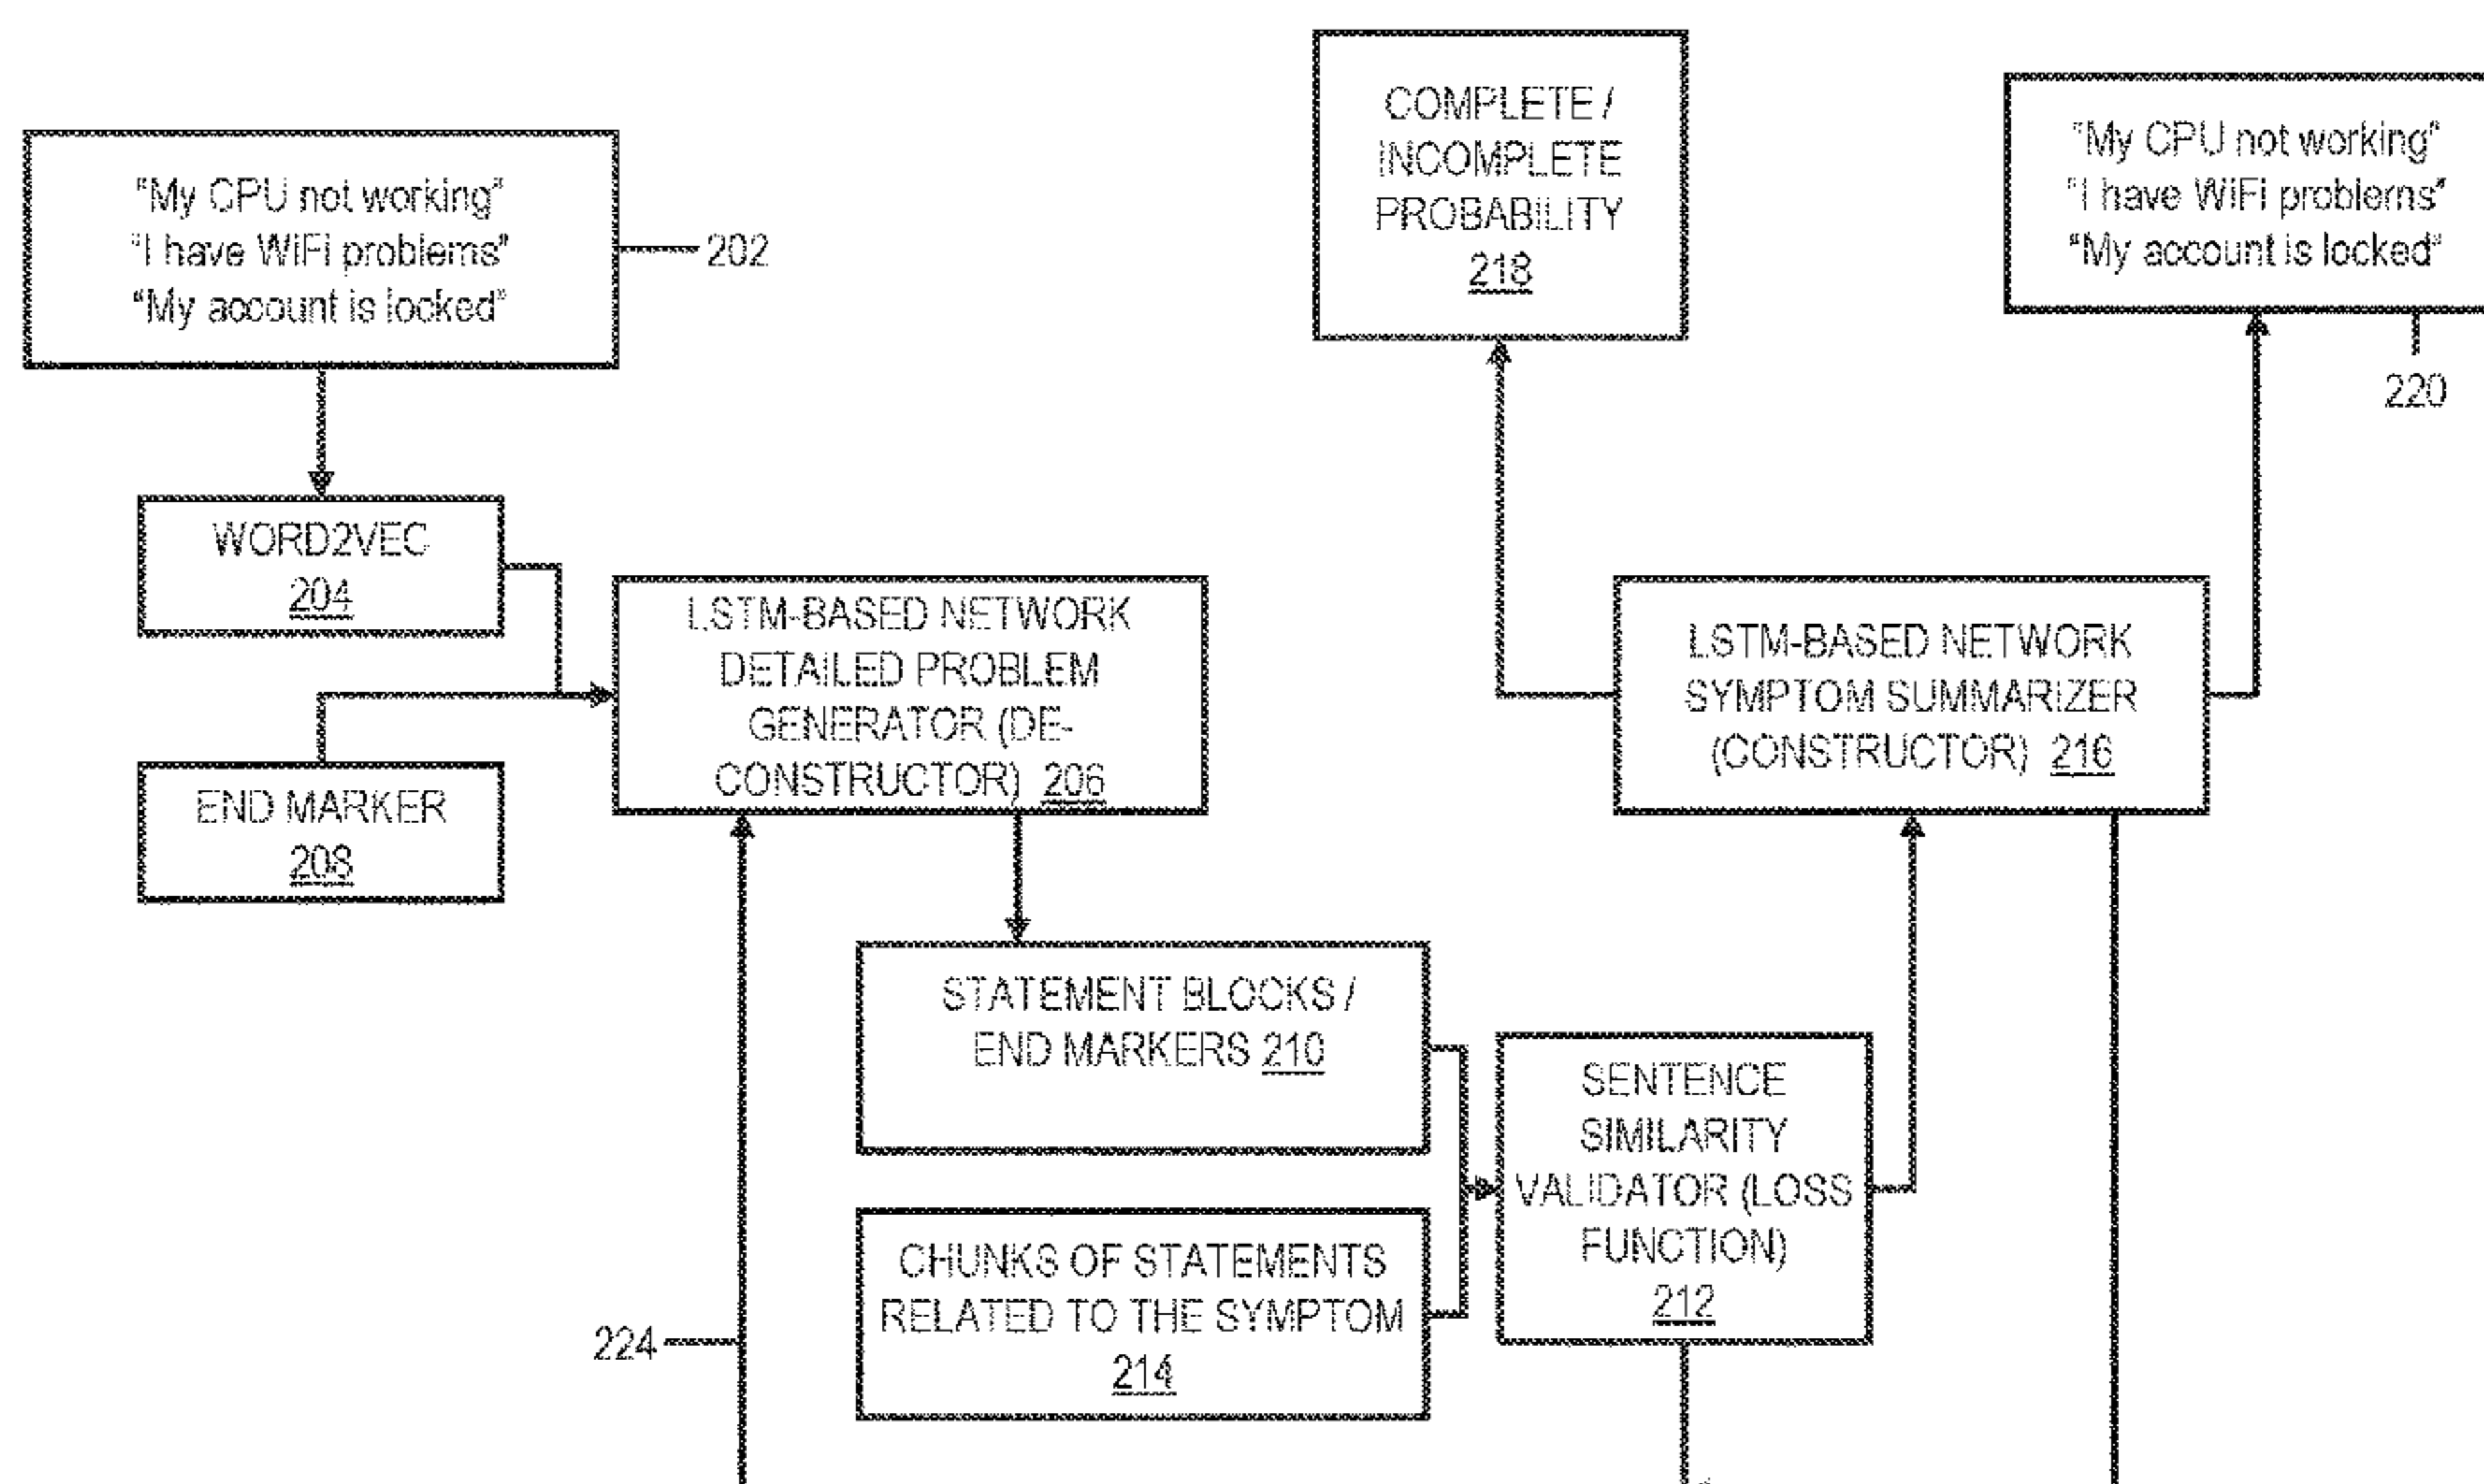 "My CPU not working"
"I have WiFi problems"
"My account is locked"
202
WORD2VEC
204
END MARKER
208
LSTM-BASED NETWORK
DETAILED PROBLEM
GENERATOR (DE-
CONSTRUCTOR) 206
STATEMENT BLOCKS /
END MARKERS 210
CHUNKS OF STATEMENTS
RELATED TO THE SYMPTOM
214
224
SENTENCE
SIMILARITY
VALIDATOR (LOSS
FUNCTION)
212
LSTM-BASED NETWORK
SYMPTOM SUMMARIZER
(CONSTRUCTOR) 216
COMPLETE /
INCOMPLETE
PROBABILITY
218
"My CPU not working"
"I have WiFi problems"
"My account is locked"
220